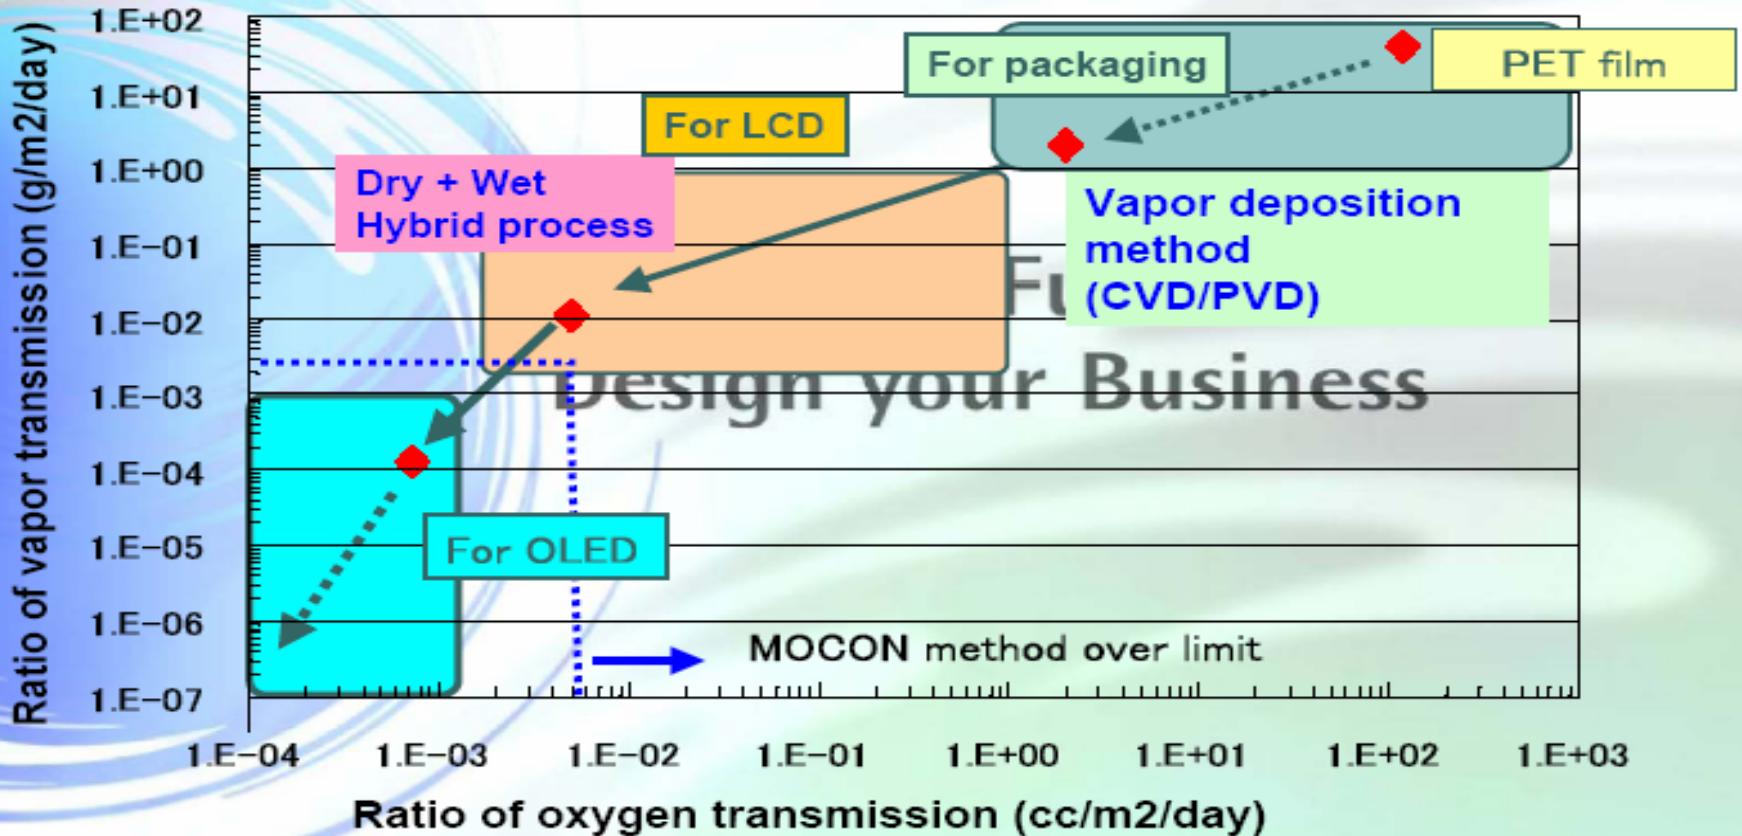 Ratio of vapor transmission (g/m2/day)
1.E+02
1.E+01
1.E+00
1.E-01
1.E-02
1.E-03
1.E-04
1.E-05
1.E-06
1.E-07
For packaging
PET film
For LCD
Dry + Wet
Hybrid process
Vapor deposition
method
(CVD/PVD)
Fu
Design your Business
For OLED
MOCON method over limit
1.E-04
1.E-03
1.E-02
1.E-01
1.E+00
1.E+01
1.E+02
1.E+03
Ratio of oxygen transmission (cc/m2/day)